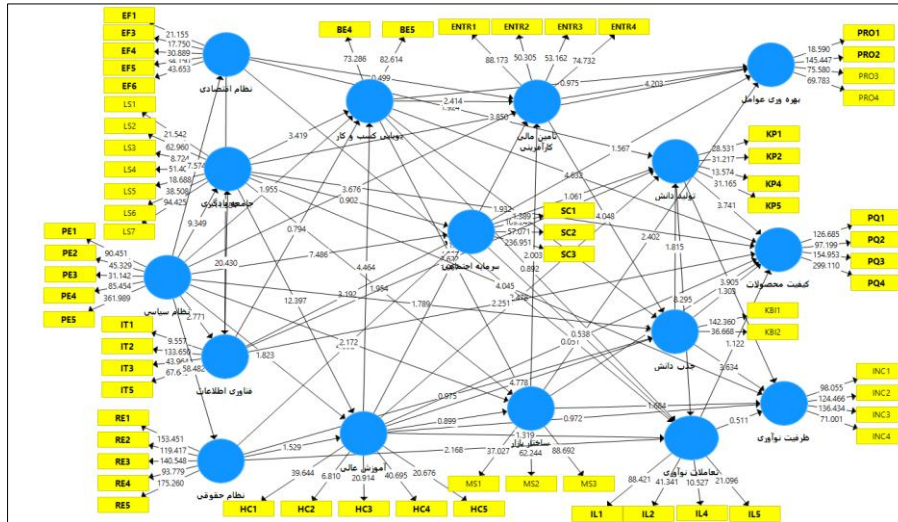 EF1
EF3
EF4
EF5
EF6
21.155
17.750
30.889
43.653
نظام اقتصادی
LS1
LS2
LS3
LS4
LS5
LS6
LS7
21.542
62.960
8.724
18.688
38.508
94.425
7.574
جامعه یادگیری
PE1
PE2
PE3
PE4
PE5
90.451
45.329
31.142
85.454
361.989
نظام سیاسی
IT1
IT2
IT3
IT5
9.557
133.650
58.482
فناوری اطلاعات
RE1
RE2
RE3
RE4
RE5
153.451
119.417
140.548
93.779
175.260
نظام حقوقی
BE4
BE5
73.286
82.614
پویایی کسب و کار
ENTR1
ENTR2
ENTR3
ENTR4
88.173
50.305
53.162
74.732
تامین مالی
کارآفرینی
SC1
SC2
SC3
57.071
236.951
سرمایه اجتماعی
HC1
HC2
HC3
HC4
HC5
39.644
6.810
20.914
40.695
20.676
آموزش عالی
MS1
MS2
MS3
37.027
62.244
88.692
ساختار بازار
PRO1
PRO2
PRO3
PRO4
18.590
145.447
75.580
69.783
بهره وری عوامل
KP1
KP2
KP4
KP5
28.531
31.217
13.574
31.165
تولید دانش
PQ1
PQ2
PQ3
PQ4
126.685
97.199
154.953
299.110
کیفیت محصولات
KBI1
KBI2
142.360
36.668
جذب دانش
INC1
INC2
INC3
INC4
98.055
124.466
136.434
71.001
ظرفیت نوآوری
IL1
IL2
IL4
IL5
88.421
41.341
10.527
21.096
تعاملات نوآوری
0.499
2.414
0.975
4.203
3.850
3.419
1.955
3.676
0.902
1.932
1.567
4.632
1.061
3.741
9.349
20.430
0.794
7.486
4.464
2.003
0.892
4.048
2.402
1.815
3.905
1.303
12.397
3.192
1.954
1.789
4.045
2.251
8.295
2.771
1.823
2.172
0.538
1.122
3.634
4.778
0.975
0.899
0.972
1.684
0.511
1.529
1.319
2.168